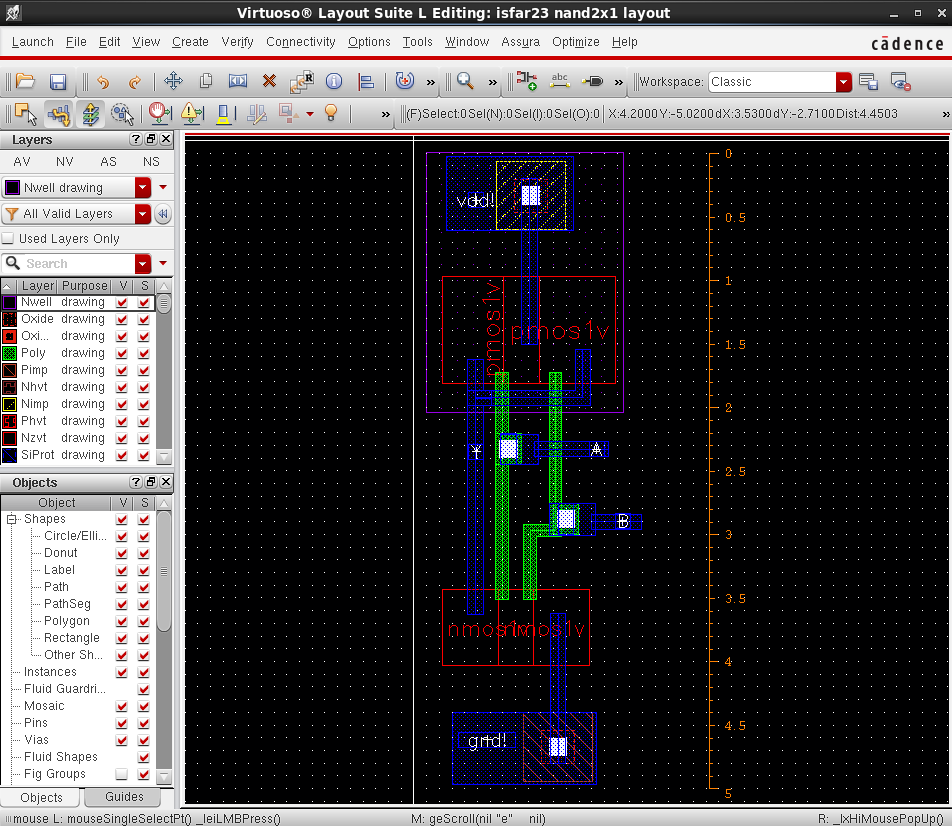 Virtuoso® Layout Suite L Editing: isfar23 nand2x1 layout
Launch File Edit View Create Verify Connectivity Options Tools Window Assura Optimize Help
cādence
Workspace: Classic
(F)Select:0 Sel(N):0 Sel(I):0 Sel(O):0 X:4.2000 Y:-5.0200 dX:3.5300 dY:-2.7100 Dist:4.4503
Layers
AV NV AS NS
Nwell drawing
All Valid Layers
Used Layers Only
Search
Layer Purpose V S
Nwell drawing
Oxide drawing
Oxi... drawing
Poly drawing
Pimp drawing
Nhvt drawing
Nimp drawing
Phvt drawing
Nzvt drawing
SiProt drawing
Objects
Object V S
Shapes
Circle/Elli...
Donut
Label
Path
PathSeg
Polygon
Rectangle
Other Sh...
Instances
Fluid Guardri...
Mosaic
Pins
Vias
Fluid Shapes
Fig Groups
Objects Guides
vdd!
pmos1v
pmos1v
Y
A
B
nmos1v
nmos1v
gnd!
0
0.5
1
1.5
2
2.5
3
3.5
4
4.5
5
mouse L: mouseSingleSelectPt() _leiLMBPress()
M: geScroll(nil "e" nil)
R: _lxHiMousePopUp()